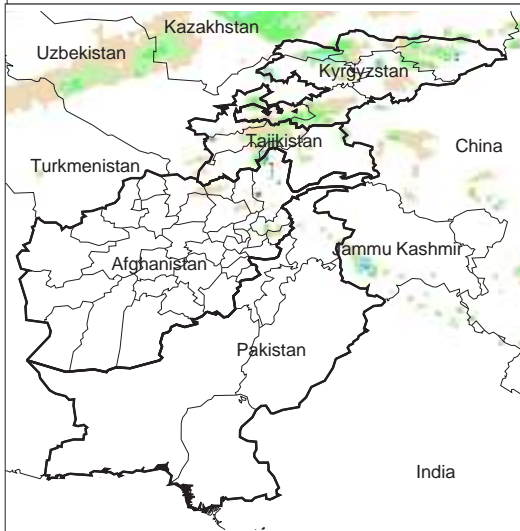 Kazakhstan
Uzbekistan
Kyrgyzstan
Tajikistan
China
Turkmenistan
Jammu Kashmir
Afghanistan
Pakistan
India